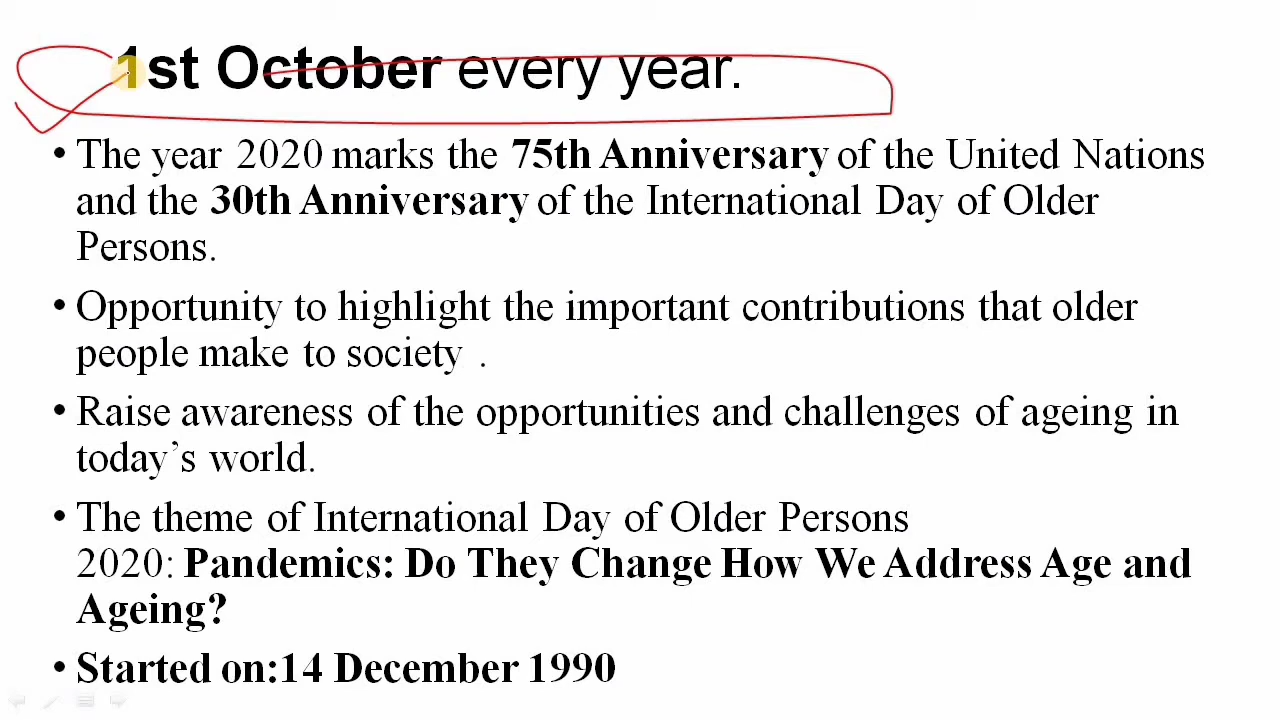 1st October every year.
• The year 2020 marks the 75th Anniversary of the United Nations
and the 30th Anniversary of the International Day of Older
Persons.
• Opportunity to highlight the important contributions that older
people make to society .
• Raise awareness of the opportunities and challenges of ageing in
today’s world.
• The theme of International Day of Older Persons
2020: Pandemics: Do They Change How We Address Age and
Ageing?
• Started on:14 December 1990